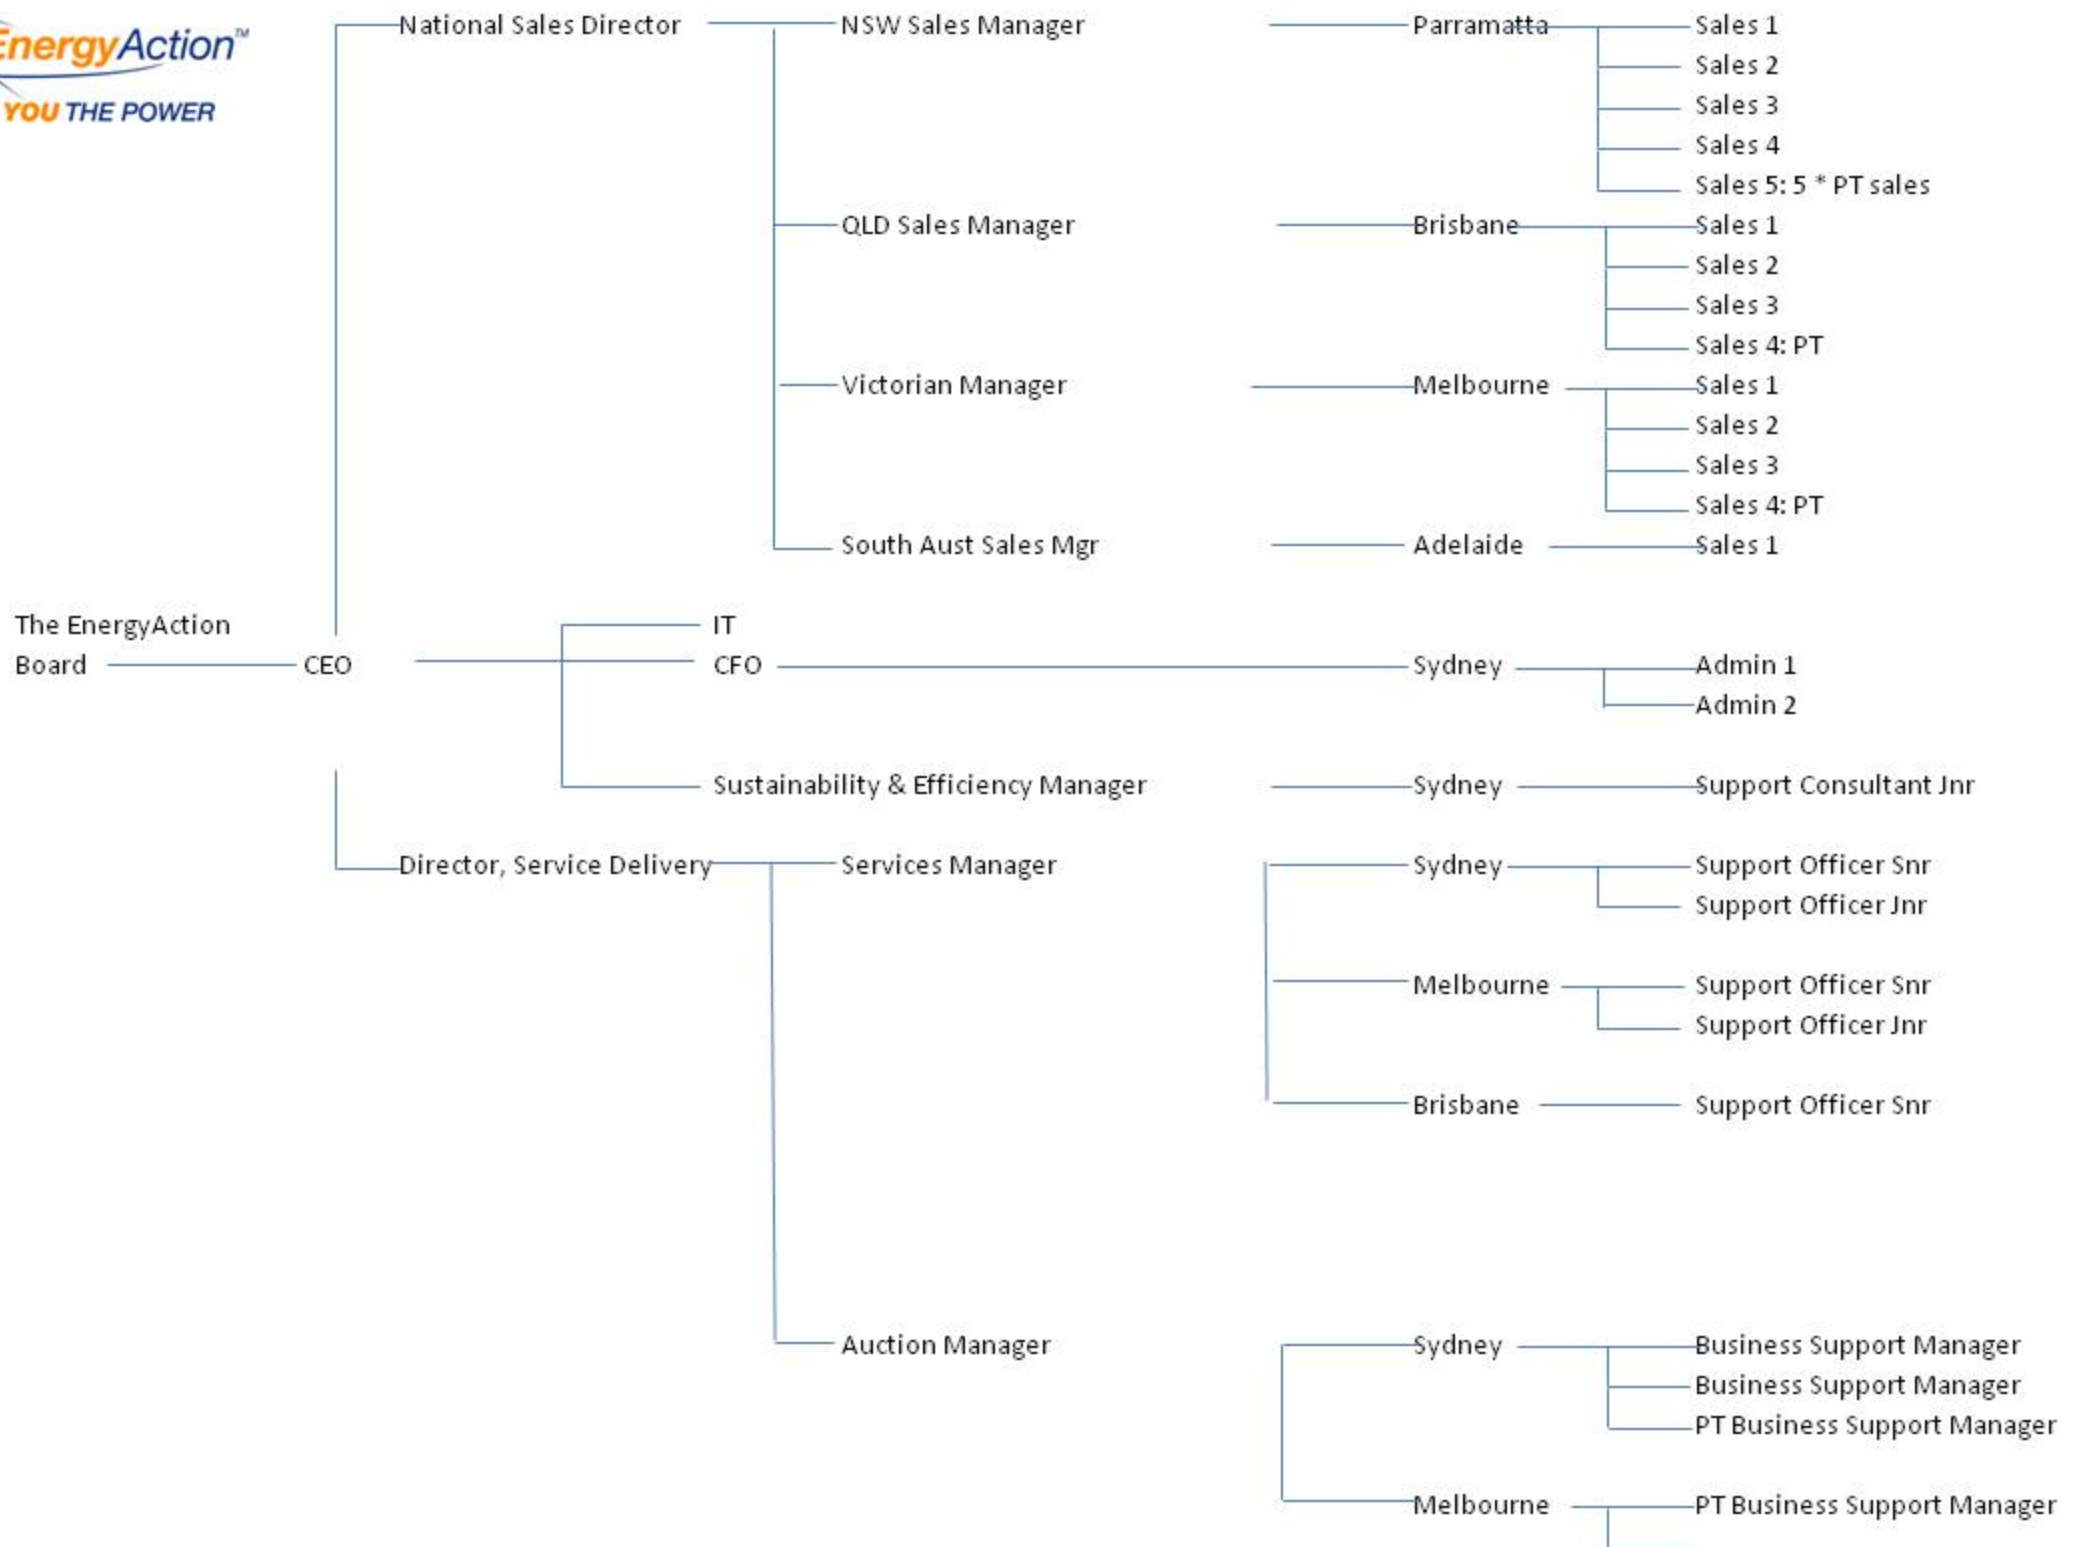 EnergyAction™
YOU THE POWER
National Sales Director NSW Sales Manager Parramatta Sales 1
Sales 2
Sales 3
Sales 4
Sales 5: 5 * PT sales
QLD Sales Manager Brisbane Sales 1
Sales 2
Sales 3
Sales 4: PT
Victorian Manager Melbourne Sales 1
Sales 2
Sales 3
Sales 4: PT
South Aust Sales Mgr Adelaide Sales 1
The EnergyAction IT
Board CEO CFO Sydney Admin 1
Admin 2
Sustainability & Efficiency Manager Sydney Support Consultant Jnr
Director, Service Delivery Services Manager Sydney Support Officer Snr
Support Officer Jnr
Melbourne Support Officer Snr
Support Officer Jnr
Brisbane Support Officer Snr
Auction Manager Sydney Business Support Manager
Business Support Manager
PT Business Support Manager
Melbourne PT Business Support Manager